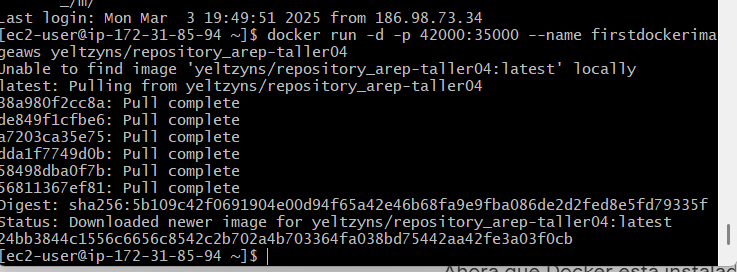 _/m/
Last login: Mon Mar  3 19:49:51 2025 from 186.98.73.34
[ec2-user@ip-172-31-85-94 ~]$ docker run -d -p 42000:35000 --name firstdockerima
geaws yeltzyns/repository_arep-taller04
Unable to find image 'yeltzyns/repository_arep-taller04:latest' locally
latest: Pulling from yeltzyns/repository_arep-taller04
38a980f2cc8a: Pull complete
de849f1cfbe6: Pull complete
a7203ca35e75: Pull complete
dda1f7749d0b: Pull complete
58498dba0f7b: Pull complete
56811367ef81: Pull complete
Digest: sha256:5b109c42f0691904e00d94f65a42e46b68fa9e9fba086de2d2fed8e5fd79335f
Status: Downloaded newer image for yeltzyns/repository_arep-taller04:latest
24bb3844c1556c6656c8542c2b702a4b703364fa038bd75442aa42fe3a03f0cb
[ec2-user@ip-172-31-85-94 ~]$
Ahora que Docker está instalad